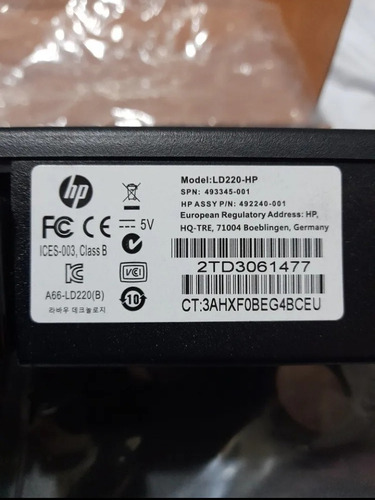 hp
Model:LD220-HP
SPN: 493345-001
HP ASSY P/N: 492240-001
European Regulatory Address: HP,
HQ-TRE, 71004 Boeblingen, Germany
FC CE 5V
ICES-003, Class B
VCI
A66-LD220(B)
라바우 데크놀로지
10
2TD3061477
CT:3AHXF0BEG4BCEU